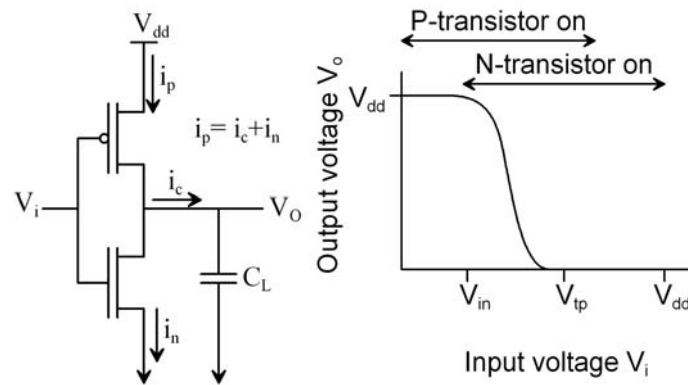 V_dd
i_p
i_p= i_c+i_n
i_c
V_i
V_O
C_L
i_n
P-transistor on
N-transistor on
Output voltage V_o
V_dd
V_in
V_tp
V_dd
Input voltage V_i